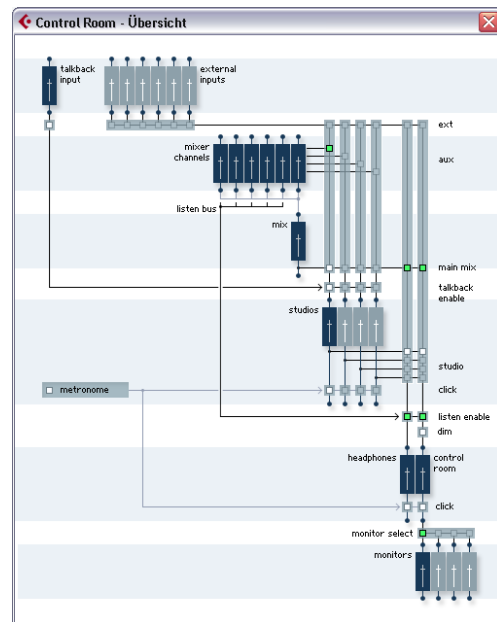 Control Room - Übersicht
talkback
input
external
inputs
ext
mixer
channels
aux
listen bus
mix
main mix
talkback
enable
studios
studio
metronome
click
listen enable
dim
headphones
control
room
click
monitor select
monitors